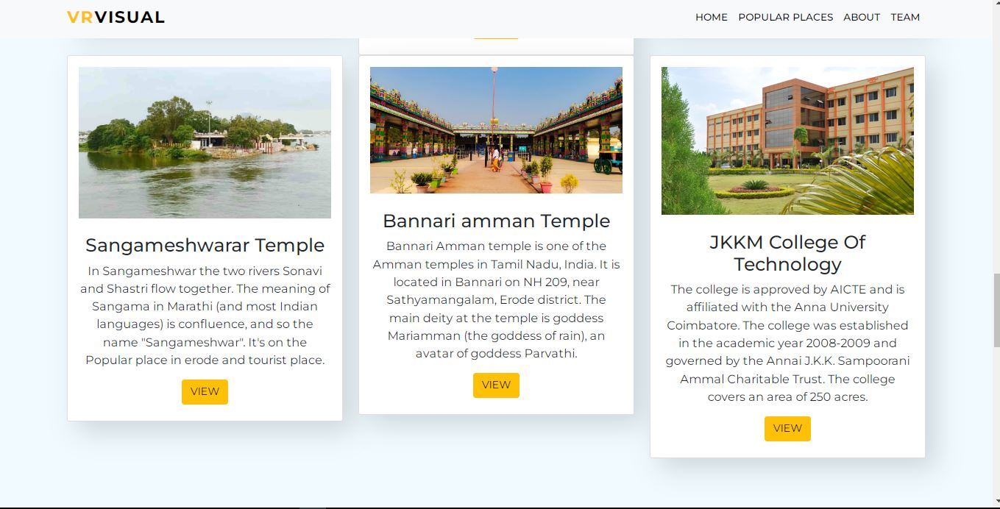 VRVISUAL
HOME POPULAR PLACES ABOUT TEAM
Sangameshwarar Temple
In Sangameshwar the two rivers Sonavi
and Shastri flow together. The meaning of
Sangama in Marathi (and most Indian
languages) is confluence, and so the
name "Sangameshwar". It's on the
Popular place in erode and tourist place.
VIEW
Bannari amman Temple
Bannari Amman temple is one of the
Amman temples in Tamil Nadu, India. It is
located in Bannari on NH 209, near
Sathyamangalam, Erode district. The
main deity at the temple is goddess
Mariamman (the goddess of rain), an
avatar of goddess Parvathi.
VIEW
JKKM College Of
Technology
The college is approved by AICTE and is
affiliated with the Anna University
Coimbatore. The college was established
in the academic year 2008-2009 and
governed by the Annai J.K.K. Sampoorani
Ammal Charitable Trust. The college
covers an area of 250 acres.
VIEW